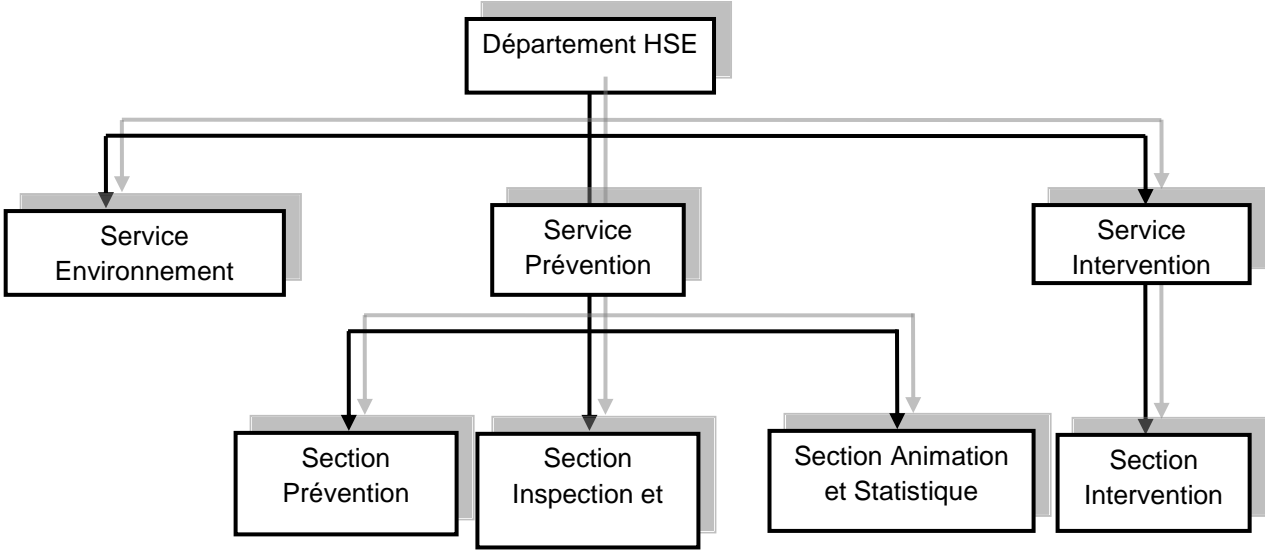 Département HSE
Service
Environnement
Service
Prévention
Service
Intervention
Section
Prévention
Section
Inspection et
Section Animation
et Statistique
Section
Intervention